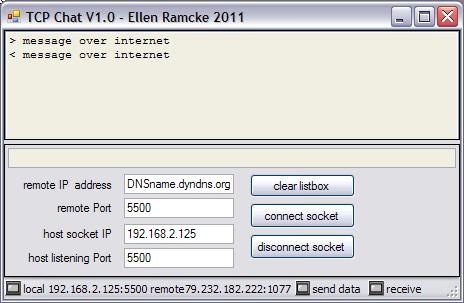 TCP Chat V1.0 - Ellen Ramcke 2011
> message over internet
< message over internet
remote IP address DNSname.dyndns.org clear listbox
remote Port 5500 connect socket
host socket IP 192.168.2.125 disconnect socket
host listening Port 5500
local 192.168.2.125:5500 remote79.232.182.222:1077 send data receive